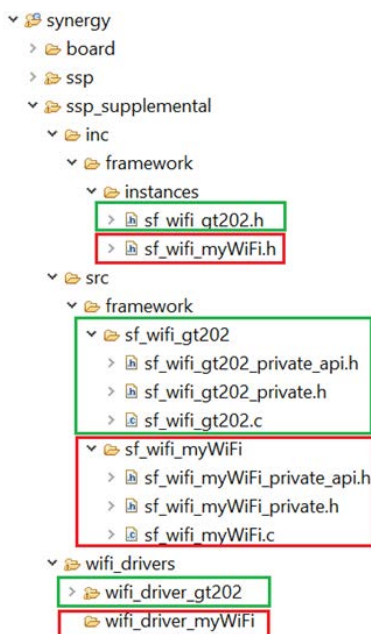 synergy
board
ssp
ssp_supplemental
inc
framework
instances
sf_wifi_gt202.h
sf_wifi_myWiFi.h
src
framework
sf_wifi_gt202
sf_wifi_gt202_private_api.h
sf_wifi_gt202_private.h
sf_wifi_gt202.c
sf_wifi_myWiFi
sf_wifi_myWiFi_private_api.h
sf_wifi_myWiFi_private.h
sf_wifi_myWiFi.c
wifi_drivers
wifi_driver_gt202
wifi_driver_myWiFi